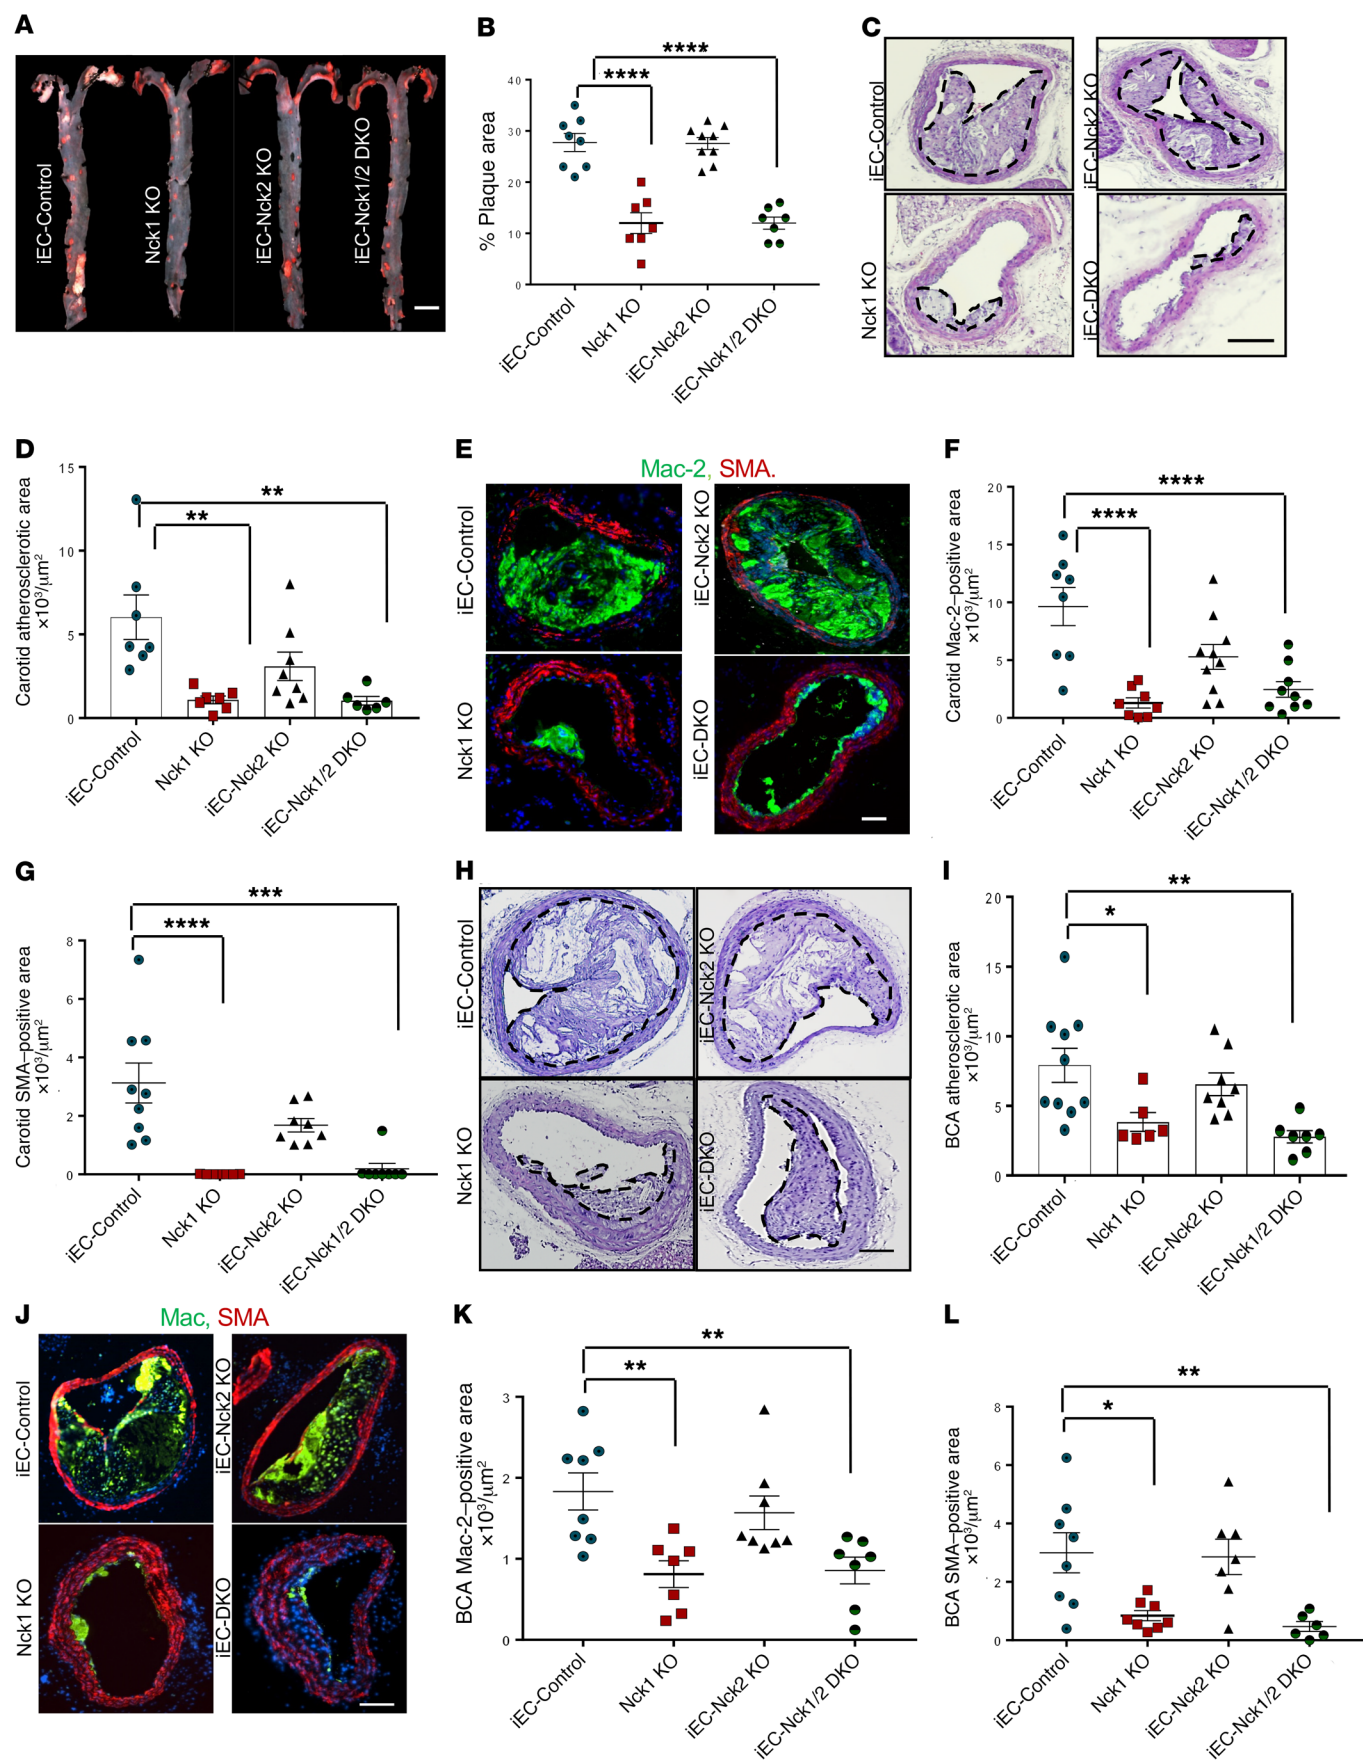 A
iEC-Control
Nck1 KO
iEC-Nck2 KO
iEC-Nck1/2 DKO
B
****
****
% Plaque area
40
30
20
10
0
iEC-Control
Nck1 KO
iEC-Nck2 KO
iEC-Nck1/2 DKO
C
iEC-Control
iEC-Nck2 KO
Nck1 KO
iEC-DKO
D
**
**
Carotid atherosclerotic area
×10³/µm²
15
10
5
0
iEC-Control
Nck1 KO
iEC-Nck2 KO
iEC-Nck1/2 DKO
E
Mac-2, SMA.
iEC-Control
iEC-Nck2 KO
Nck1 KO
iEC-DKO
F
****
****
Carotid Mac-2–positive area
×10³/µm²
20
15
10
5
0
iEC-Control
Nck1 KO
iEC-Nck2 KO
iEC-Nck1/2 DKO
G
***
****
Carotid SMA–positive area
×10³/µm²
8
6
4
2
0
iEC-Control
Nck1 KO
iEC-Nck2 KO
iEC-Nck1/2 DKO
H
iEC-Control
iEC-Nck2 KO
Nck1 KO
iEC-DKO
I
**
*
BCA atherosclerotic area
×10³/µm²
20
15
10
5
0
iEC-Control
Nck1 KO
iEC-Nck2 KO
iEC-Nck1/2 DKO
J
Mac, SMA
iEC-Control
iEC-Nck2 KO
Nck1 KO
iEC-DKO
K
**
**
BCA Mac-2–positive area
×10³/µm²
3
2
1
0
iEC-Control
Nck1 KO
iEC-Nck2 KO
iEC-Nck1/2 DKO
L
**
*
BCA SMA–positive area
×10³/µm²
8
6
4
2
0
iEC-Control
Nck1 KO
iEC-Nck2 KO
iEC-Nck1/2 DKO